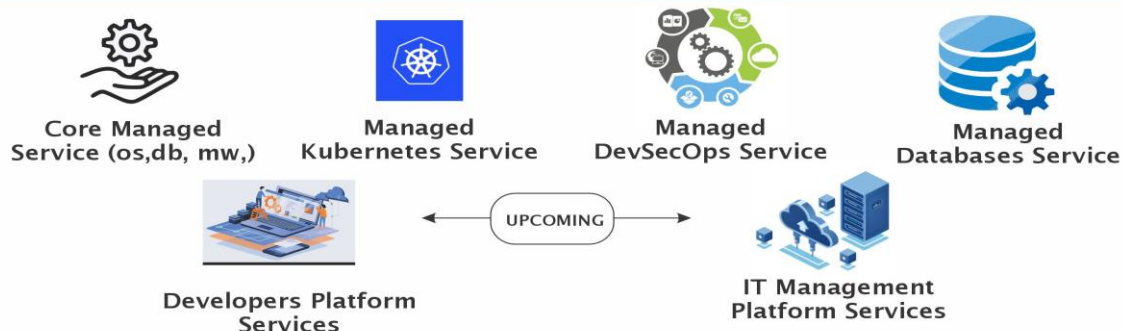 Core Managed
Service (os,db, mw,)
Managed
Kubernetes Service
Managed
DevSecOps Service
Managed
Databases Service
UPCOMING
Developers Platform
Services
IT Management
Platform Services